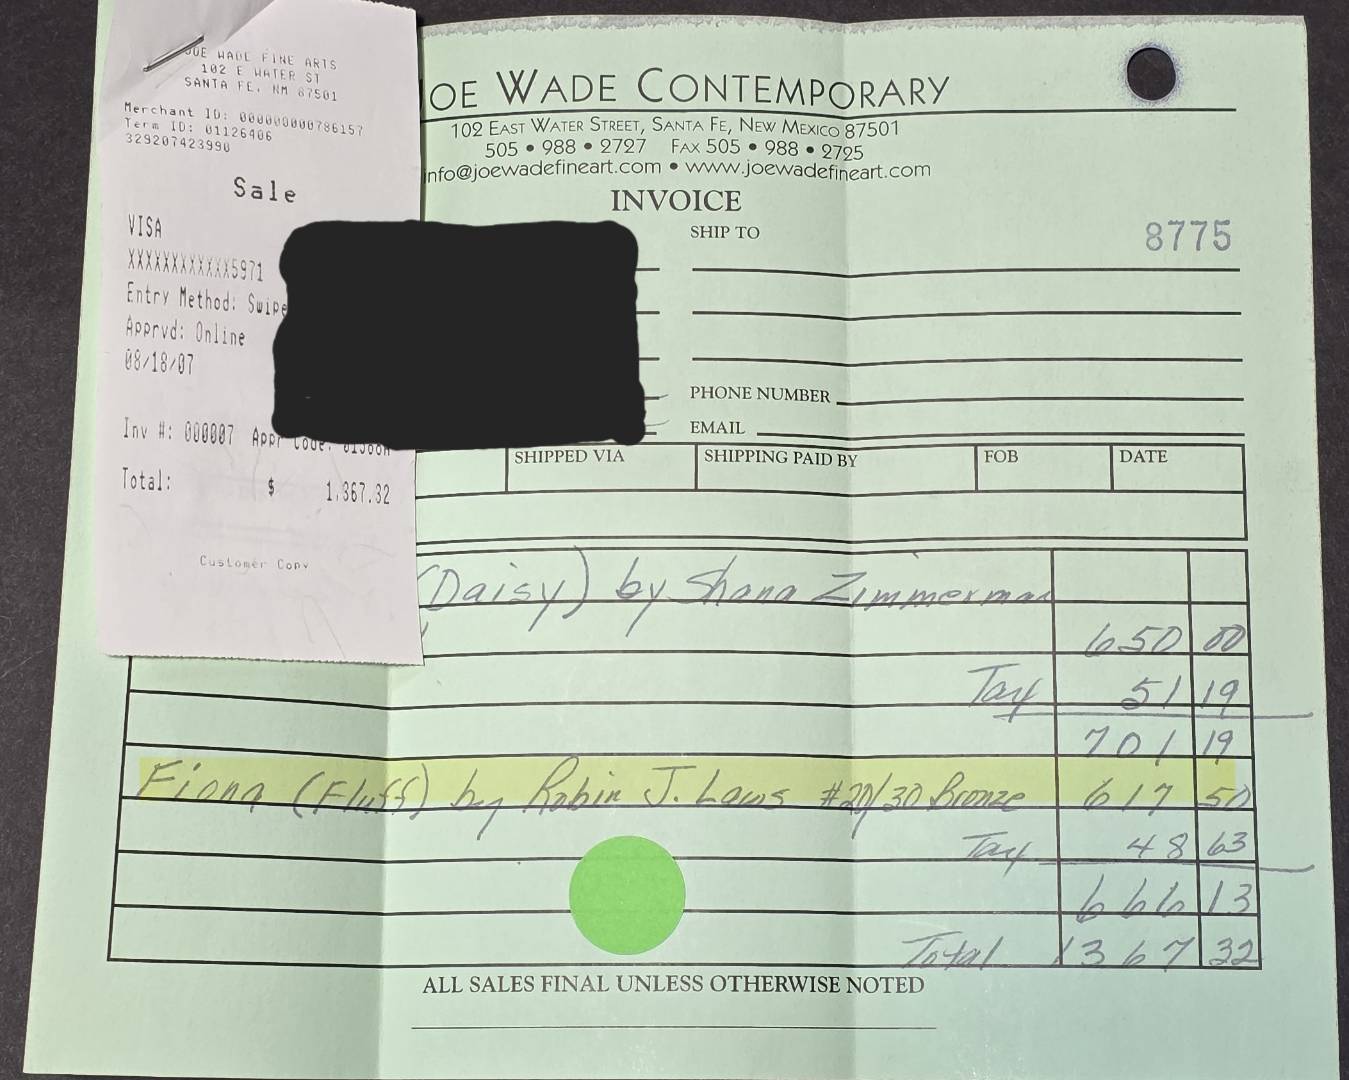 JOE WADE FINE ARTS
102 E WATER ST
SANTA FE, NM 87501
Merchant ID: 000000000786157
Term ID: 01126406
329207423990
Sale
VISA
XXXXXXXXXXXX5971
Entry Method: Swipe
Apprvd: Online
08/18/07
Inv #: 000007 Appr Code:
Total: $ 1,367.32
Customer Copy
OE WADE CONTEMPORARY
102 EAST WATER STREET, SANTA FE, NEW MEXICO 87501
505 • 988 • 2727 FAX 505 • 988 • 2725
info@joewadefineart.com • www.joewadefineart.com
INVOICE
SHIP TO
8775
PHONE NUMBER
EMAIL
SHIPPED VIA SHIPPING PAID BY FOB DATE
(Daisy) by Shana Zimmerman
650 00
Tax 51 19
701 19
Fiona (Fluff) by Robin J. Laws #20/30 Bronze 617 50
Tax 48 63
666 13
Total 1367 32
ALL SALES FINAL UNLESS OTHERWISE NOTED